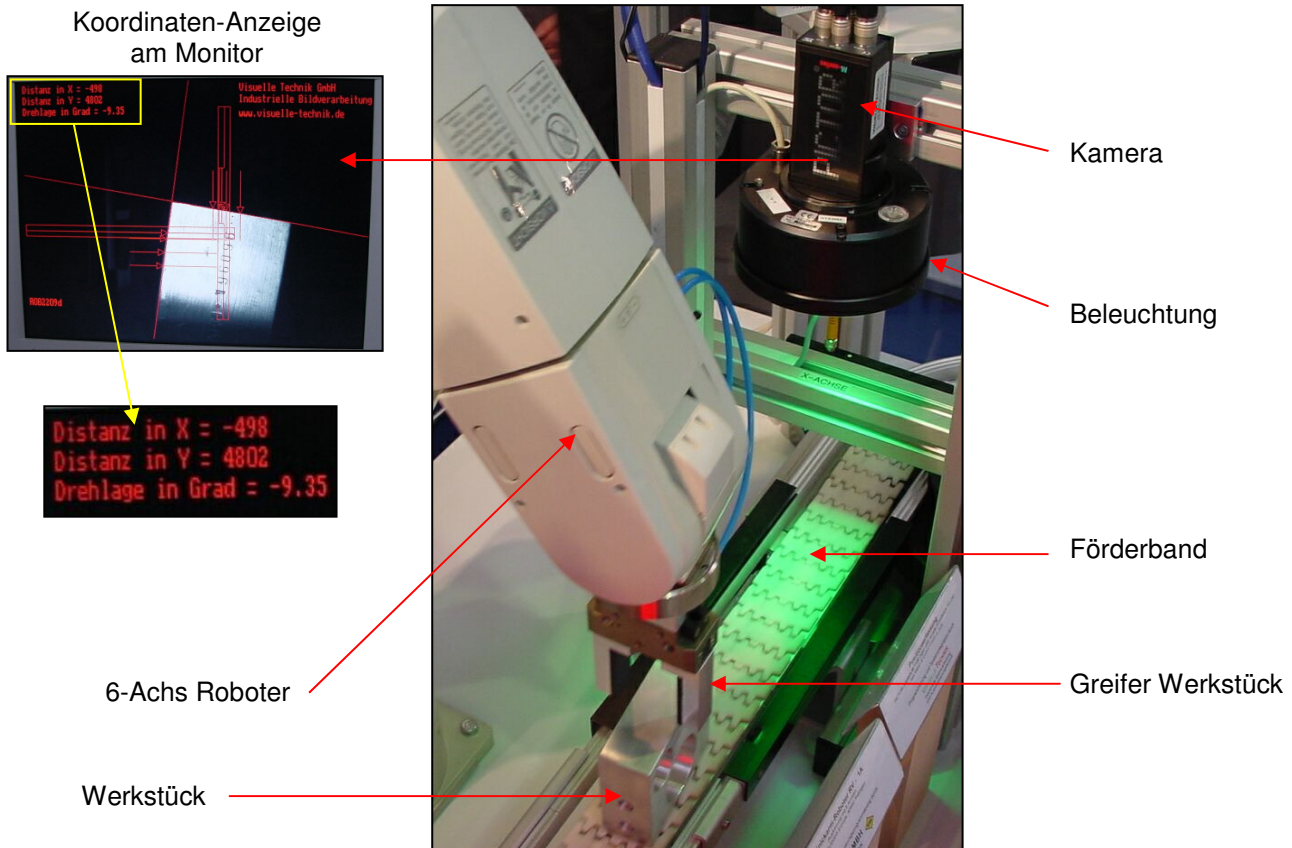 Koordinaten-Anzeige
am Monitor
Distanz in X = -498
Distanz in Y = 4802
Drehlage in Grad = -9.35
Visuelle Technik GmbH
Industrielle Bildverarbeitung
www.visuelle-technik.de
ROB2209d
Distanz in X = -498
Distanz in Y = 4802
Drehlage in Grad = -9.35
Kamera
Beleuchtung
X-ACHSE
Förderband
6-Achs Roboter
Greifer Werkstück
Werkstück